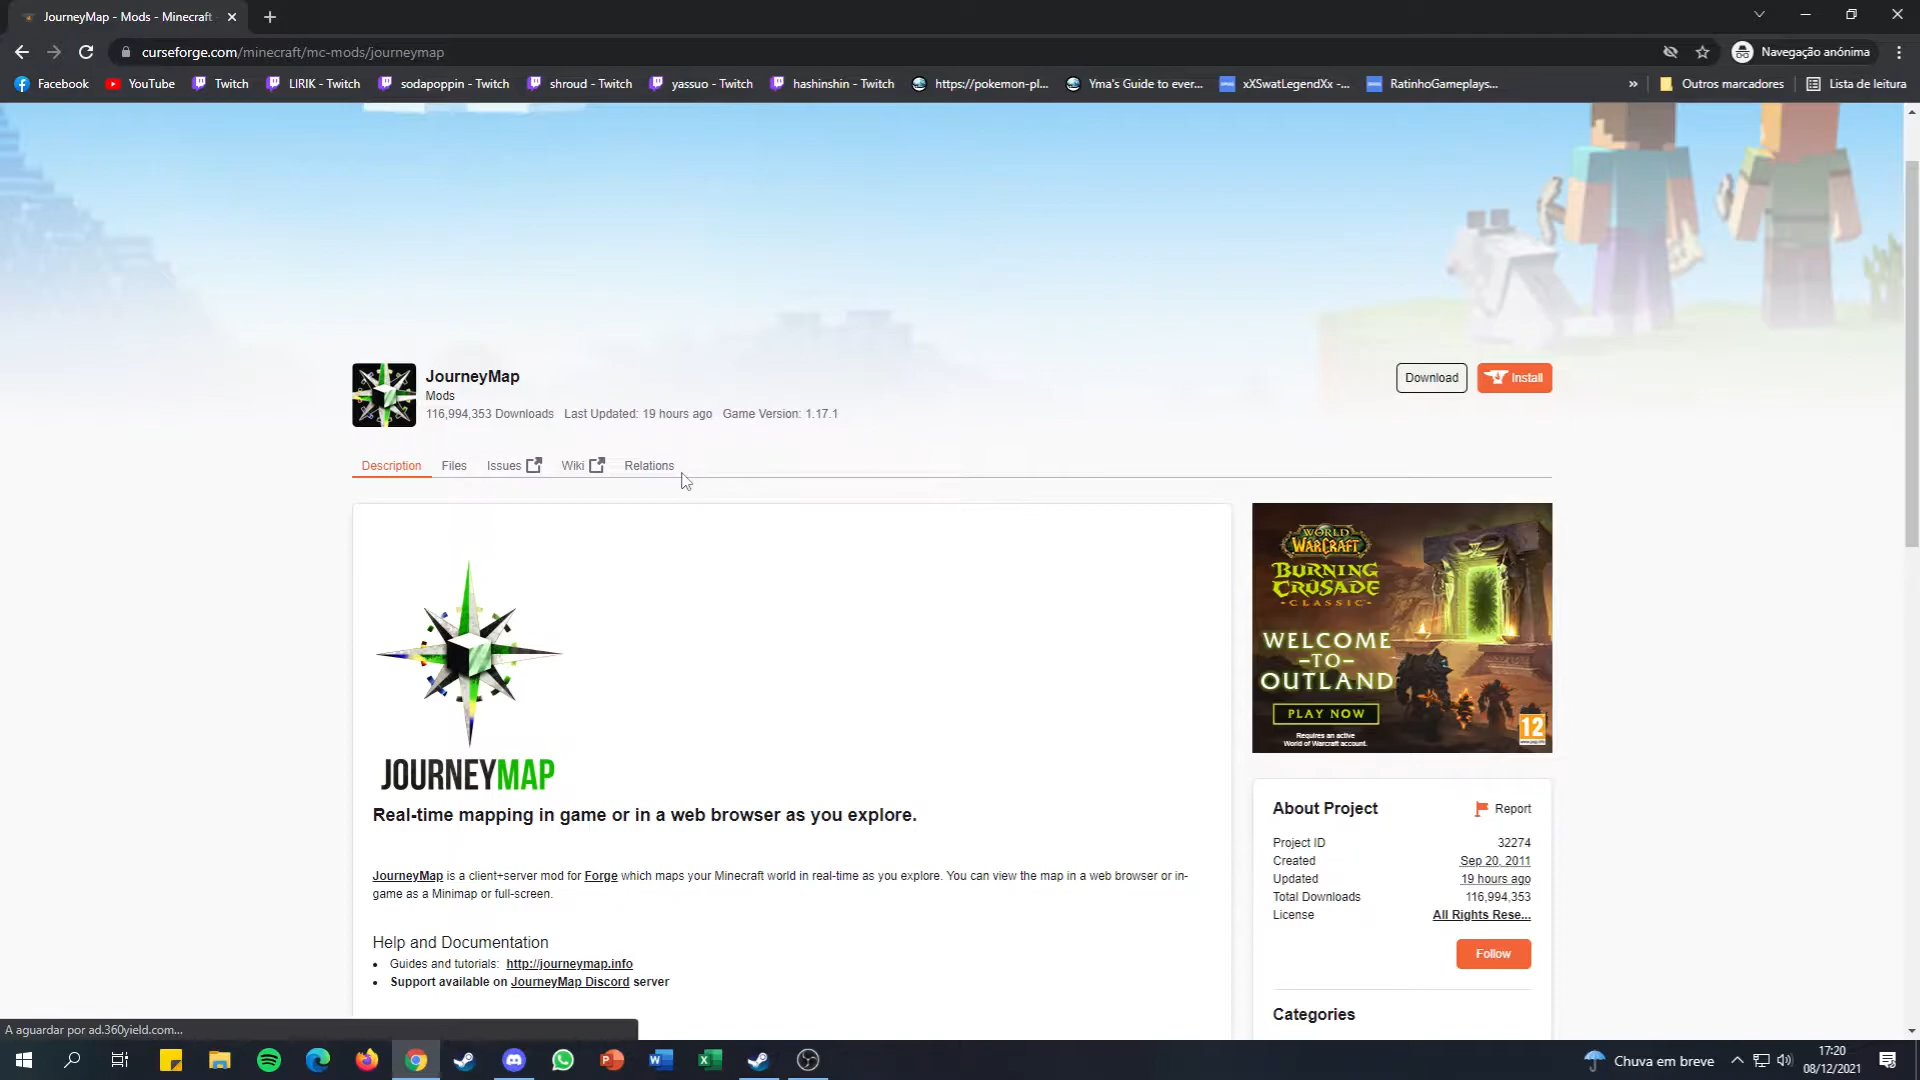 JourneyMap - Mods - Minecraft
curseforge.com/minecraft/mc-mods/journeymap
Navegação anónima
Facebook
YouTube
Twitch
LIRIK - Twitch
sodapoppin - Twitch
shroud - Twitch
yassuo - Twitch
hashinshin - Twitch
https://pokemon-pl...
Yma's Guide to ever...
xXSwatLegendXx -...
RatinhoGameplays...
»
Outros marcadores
Lista de leitura
JourneyMap
Mods
116,994,353 Downloads Last Updated: 19 hours ago Game Version: 1.17.1
Download
Install
Description
Files
Issues
Wiki
Relations
JOURNEYMAP
Real-time mapping in game or in a web browser as you explore.
JourneyMap is a client+server mod for Forge which maps your Minecraft world in real-time as you explore. You can view the map in a web browser or in-
game as a Minimap or full-screen.
Help and Documentation
Guides and tutorials: http://journeymap.info
Support available on JourneyMap Discord server
WORLD
OF
WARCRAFT
BURNING
CRUSADE
CLASSIC
WELCOME
-TO-
OUTLAND
PLAY NOW
Requires an active
World of Warcraft account.
12
About Project
Report
Project ID 32274
Created Sep 20, 2011
Updated 19 hours ago
Total Downloads 116,994,353
License All Rights Rese...
Follow
Categories
A aguardar por ad.360yield.com...
Chuva em breve
17:20
08/12/2021